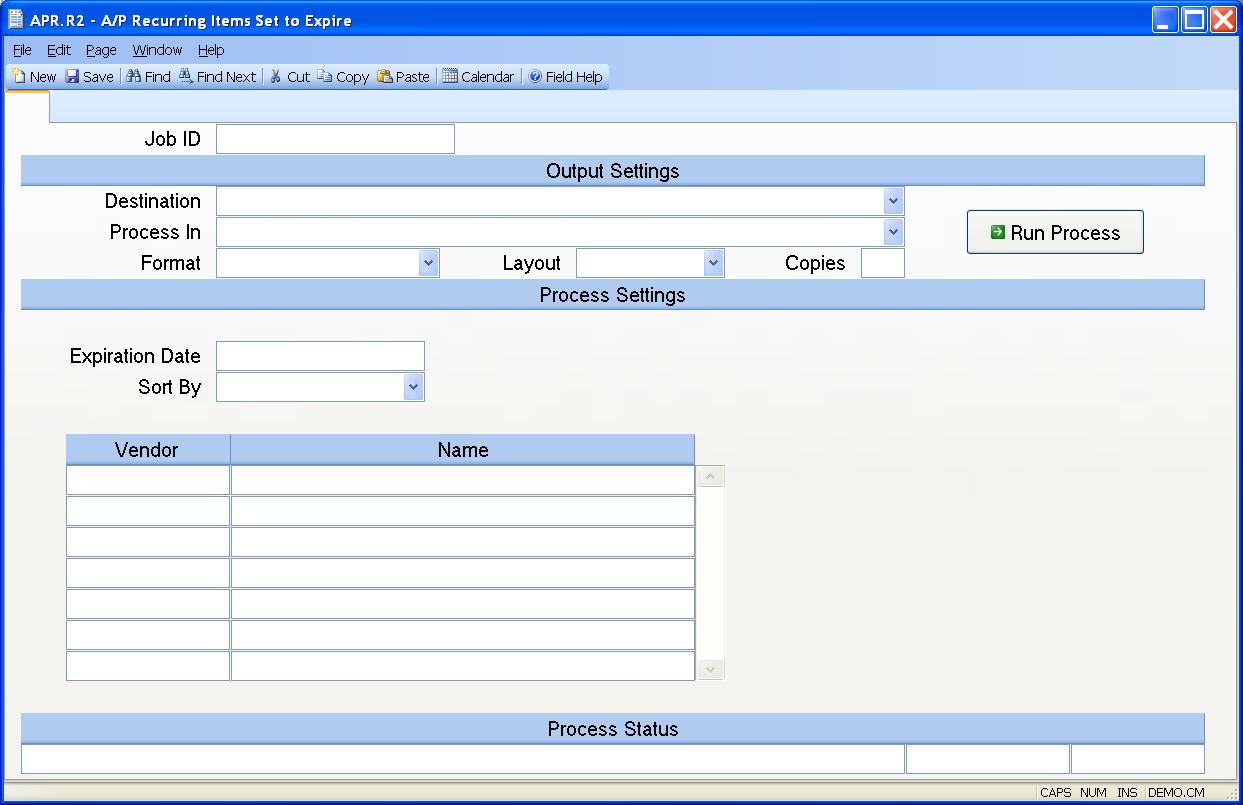 APR.R2 - A/P Recurring Items Set to Expire
File Edit Page Window Help
New Save Find Find Next Cut Copy Paste Calendar Field Help
Job ID
Output Settings
Destination
Process In
Run Process
Format Layout Copies
Process Settings
Expiration Date
Sort By
Vendor Name
Process Status
CAPS NUM INS DEMO.CM